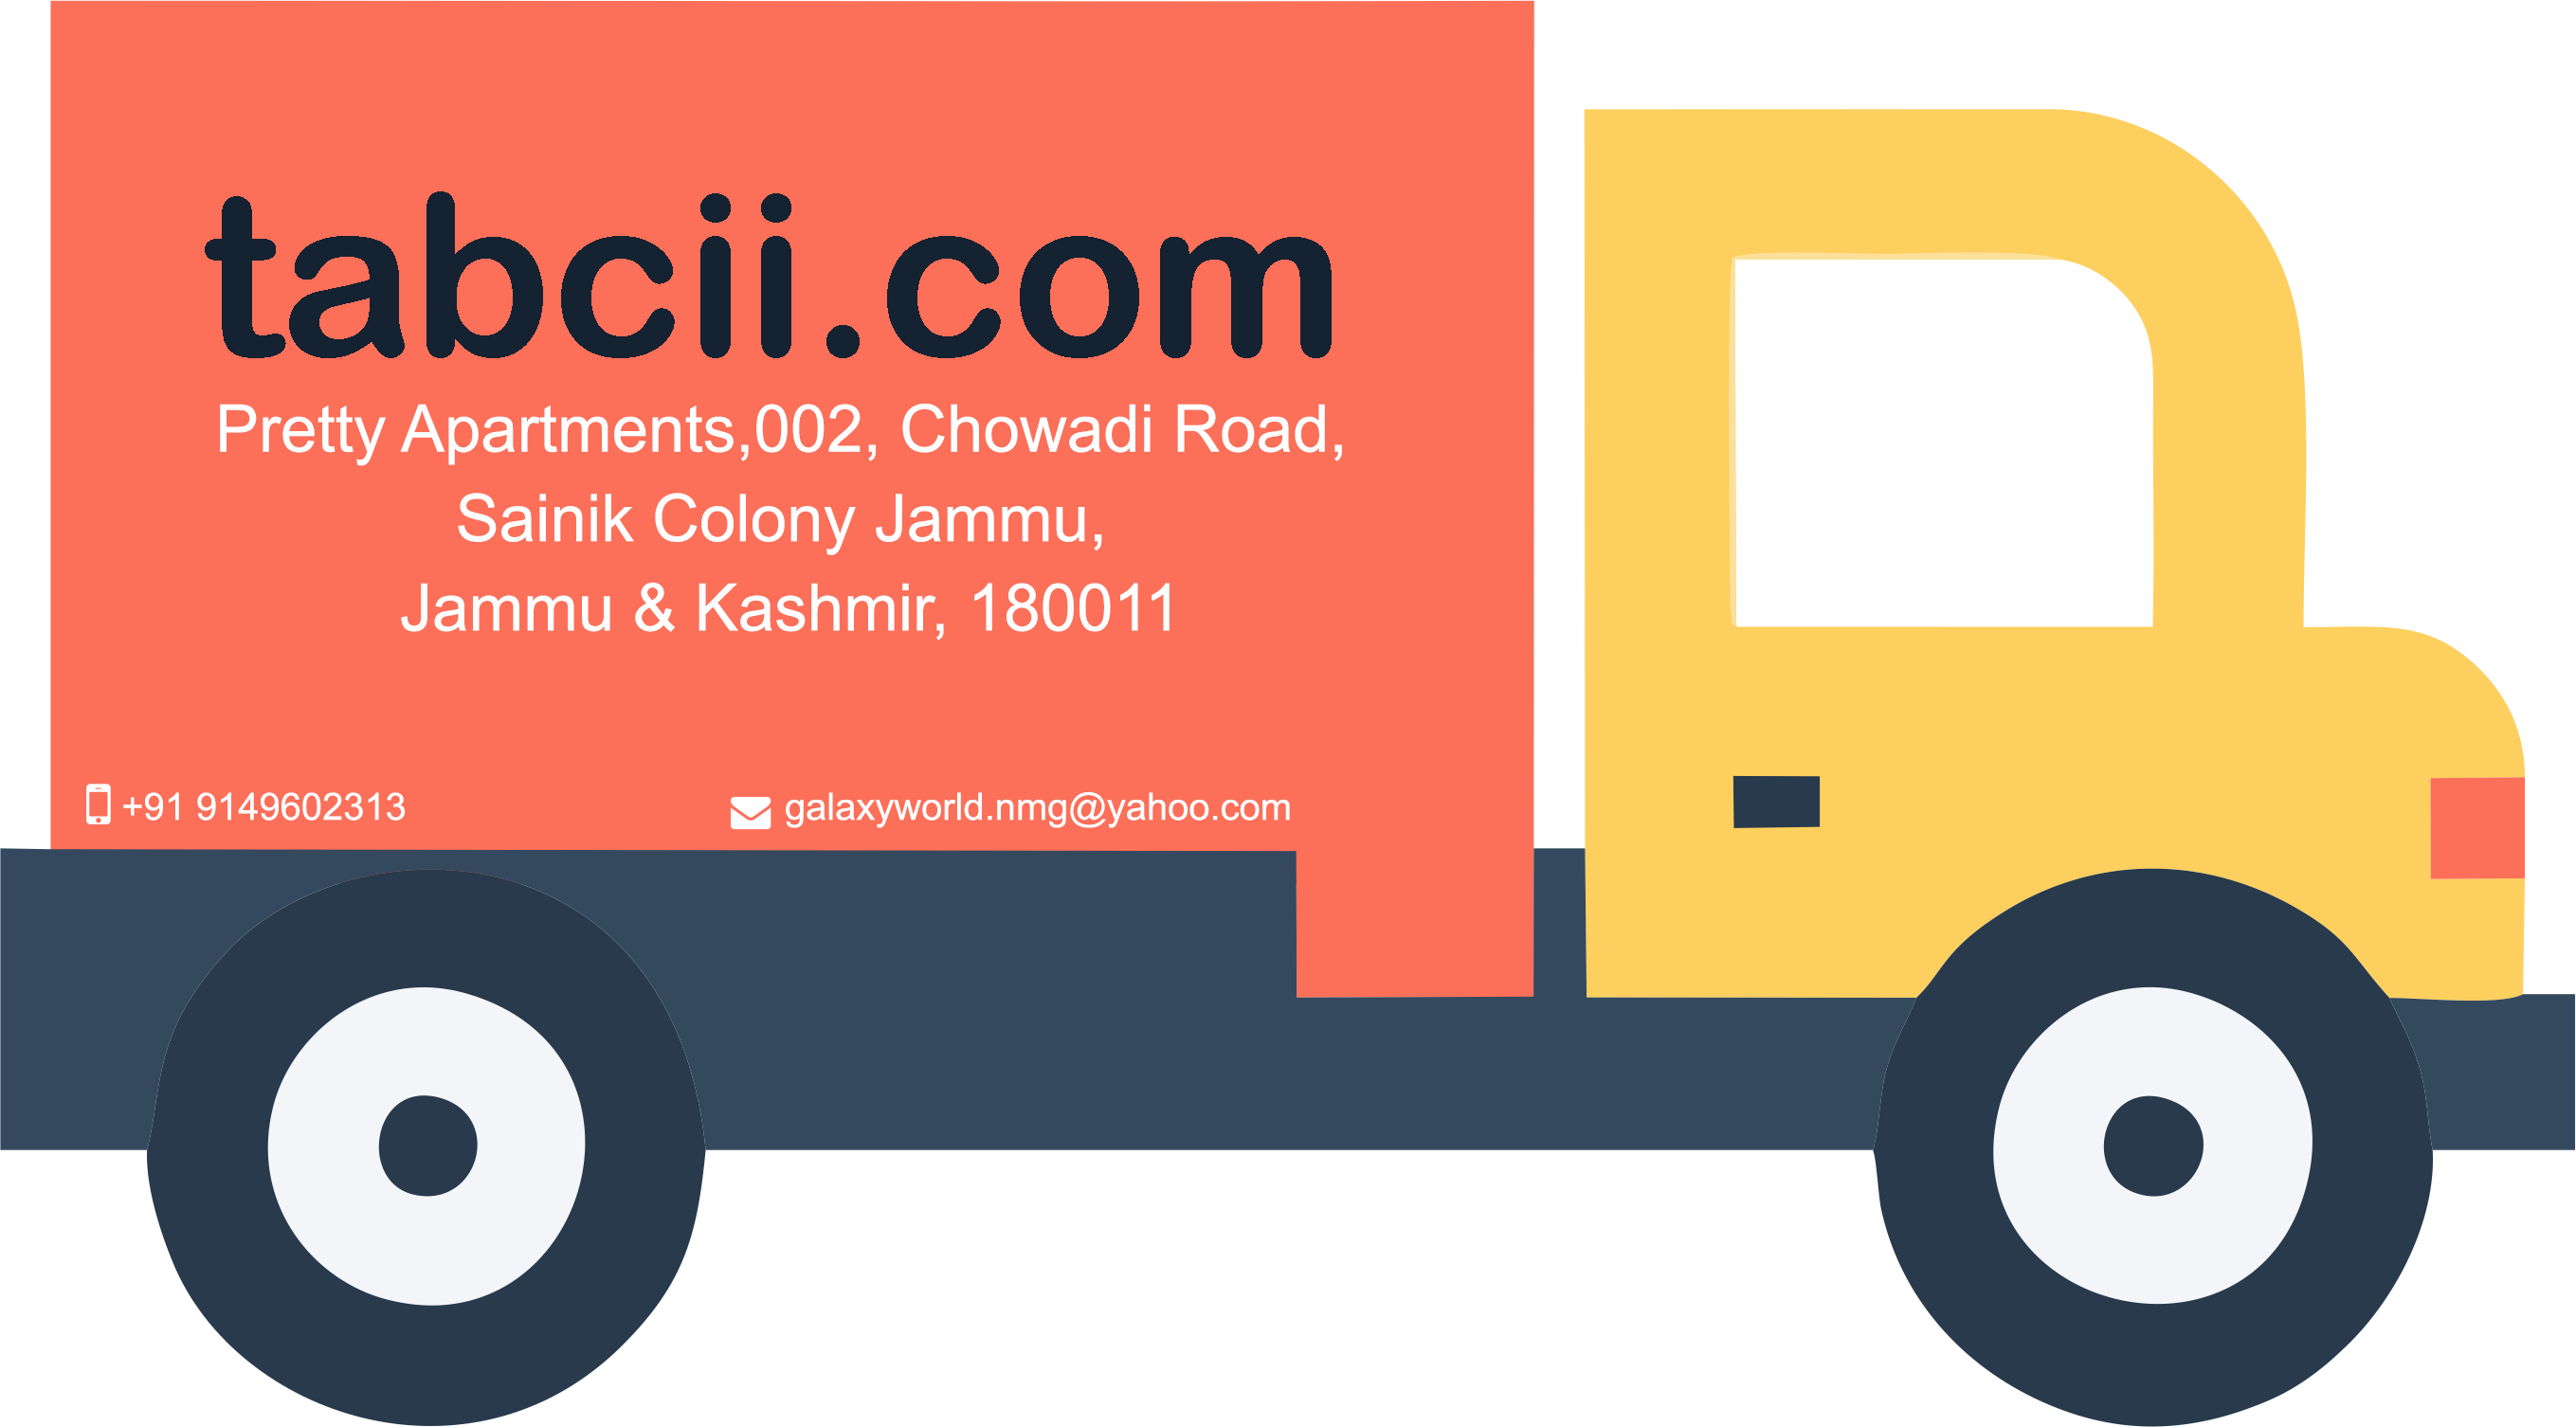 tabcii.com
Pretty Apartments,002, Chowadi Road,
Sainik Colony Jammu,
Jammu & Kashmir, 180011
+91 9149602313
galaxyworld.nmg@yahoo.com